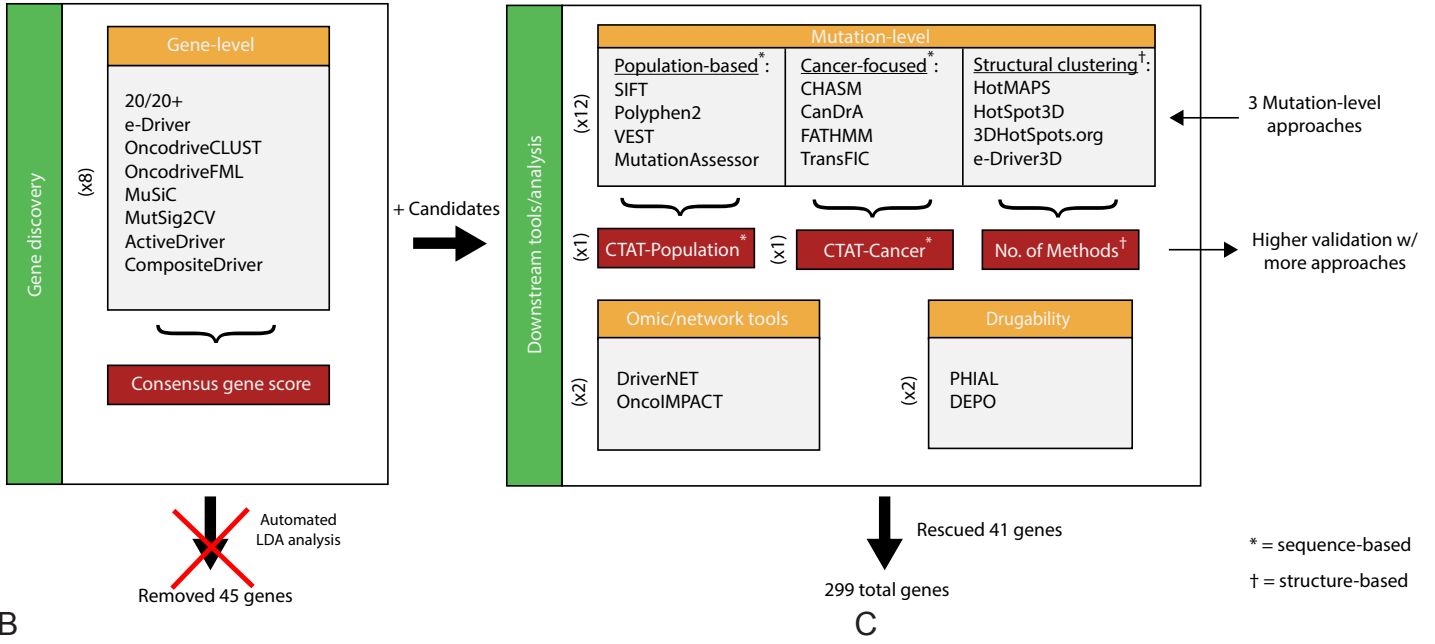 Gene discovery
Gene-level
(x8)
20/20+
e-Driver
OncodriveCLUST
OncodriveFML
MuSiC
MutSig2CV
ActiveDriver
CompositeDriver
Consensus gene score
Automated
LDA analysis
Removed 45 genes
+ Candidates
Downstream tools/analysis
Mutation-level
(x12)
Population-based*:
SIFT
Polyphen2
VEST
MutationAssessor
Cancer-focused*:
CHASM
CanDrA
FATHMM
TransFIC
Structural clustering†:
HotMAPS
HotSpot3D
3DHotSpots.org
e-Driver3D
3 Mutation-level
approaches
(x1)
CTAT-Population*
(x1)
CTAT-Cancer*
No. of Methods†
Higher validation w/
more approaches
Omic/network tools
(x2)
DriverNET
OncoIMPACT
Drugability
(x2)
PHIAL
DEPO
Rescued 41 genes
299 total genes
* = sequence-based
† = structure-based
B
C